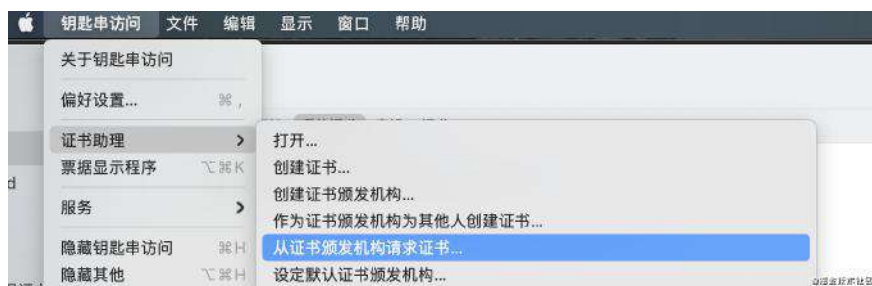 钥匙串访问 文件 编辑 显示 窗口 帮助
关于钥匙串访问
偏好设置... ⌘ ,
证书助理 >
票据显示程序 ⌥⌘K
服务 >
隐藏钥匙串访问 ⌘H
隐藏其他 ⌥⌘H
打开...
创建证书...
创建证书颁发机构...
作为证书颁发机构为其他人创建证书...
从证书颁发机构请求证书...
设定默认证书颁发机构...